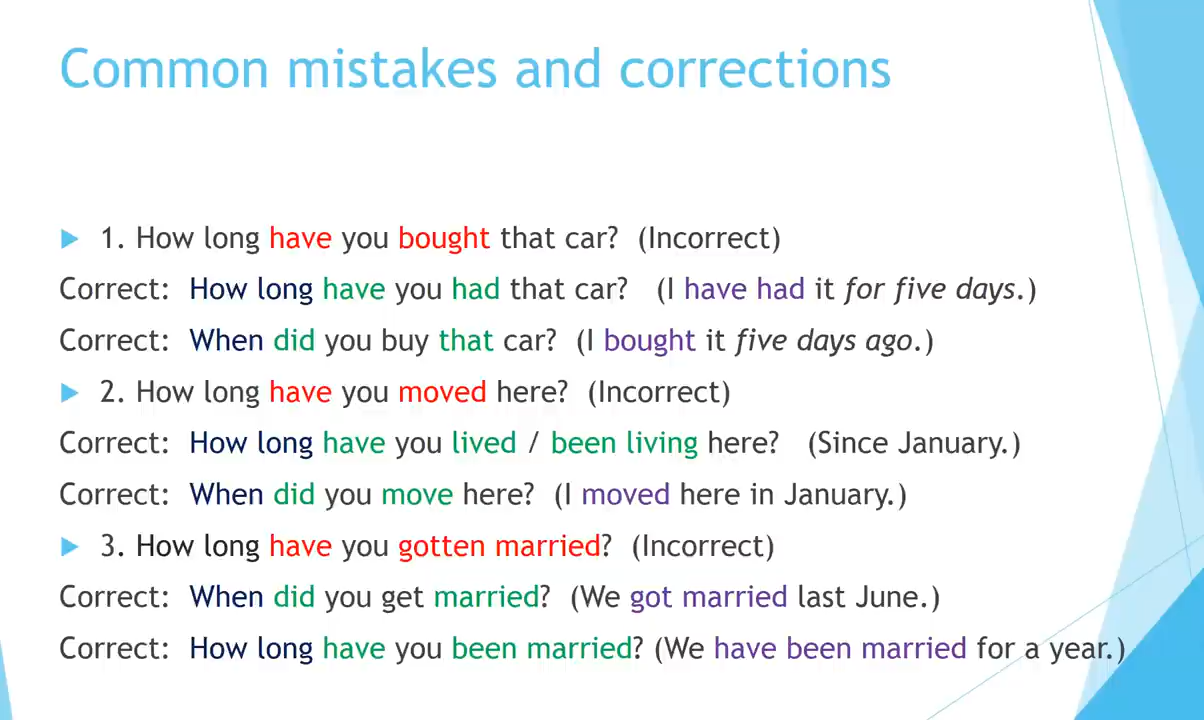 Common mistakes and corrections
1. How long have you bought that car? (Incorrect)
Correct: How long have you had that car? (I have had it for five days.)
Correct: When did you buy that car? (I bought it five days ago.)
2. How long have you moved here? (Incorrect)
Correct: How long have you lived / been living here? (Since January.)
Correct: When did you move here? (I moved here in January.)
3. How long have you gotten married? (Incorrect)
Correct: When did you get married? (We got married last June.)
Correct: How long have you been married? (We have been married for a year.)